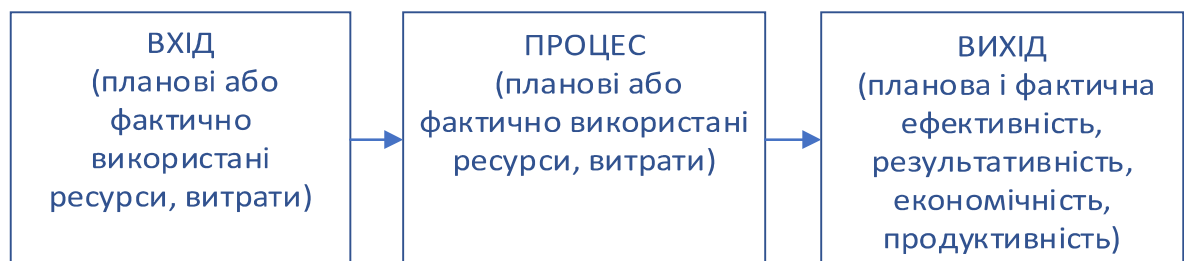 ВХІД
(планові або
фактично
використані
ресурси, витрати)
ПРОЦЕС
(планові або
фактично використані
ресурси, витрати)
ВИХІД
(планова і фактична
ефективність,
результативність,
економічність,
продуктивність)